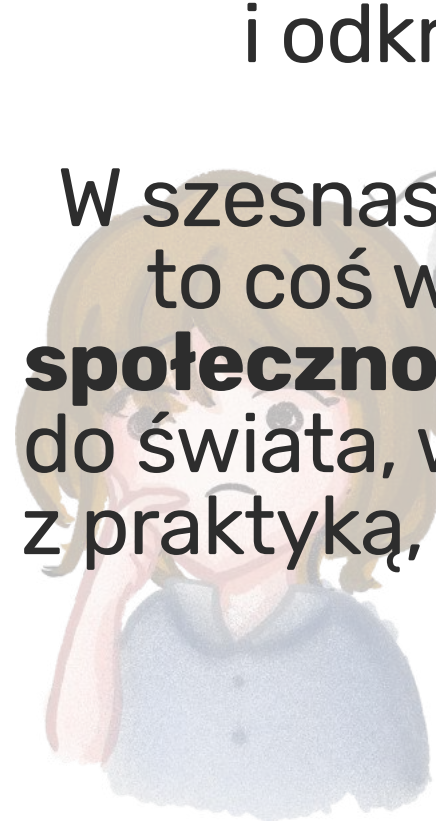 i odkr
W szesnas
to coś w
społeczno
do świata, w
z praktyką,